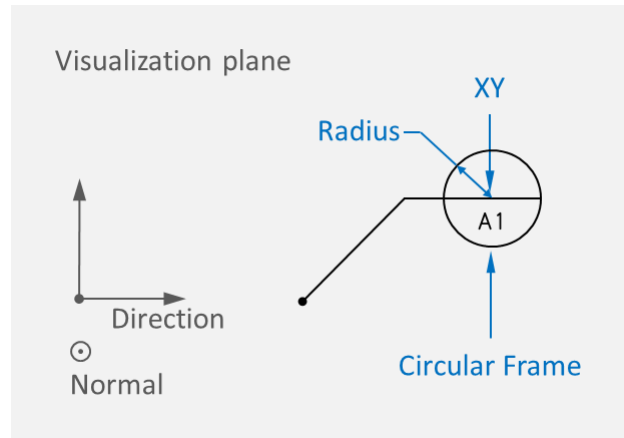 Visualization plane
XY
Radius
A1
Direction
Circular Frame
Normal